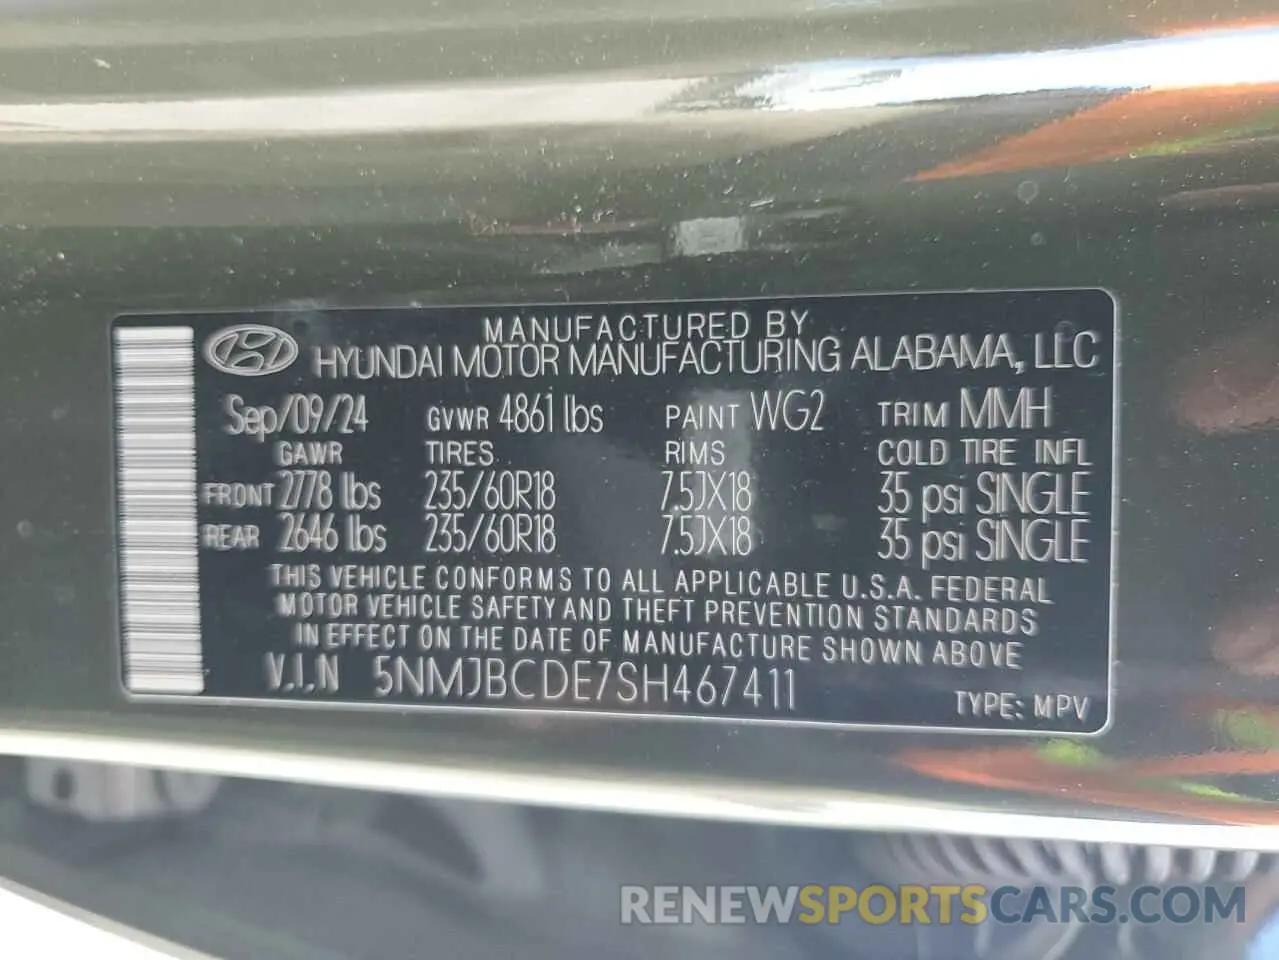 MANUFACTURED BY
HYUNDAI MOTOR MANUFACTURING ALABAMA, LLC
Sep/09/24 GVWR 4861 lbs PAINT WG2 TRIM MMH
GAWR TIRES RIMS COLD TIRE INFL
FRONT 2778 lbs 235/60R18 7.5JX18 35 psi SINGLE
REAR 2646 lbs 235/60R18 7.5JX18 35 psi SINGLE
THIS VEHICLE CONFORMS TO ALL APPLICABLE U.S.A. FEDERAL
MOTOR VEHICLE SAFETY AND THEFT PREVENTION STANDARDS
IN EFFECT ON THE DATE OF MANUFACTURE SHOWN ABOVE
V.I.N 5NMJBCDE7SH467411 TYPE: MPV
RENEWSPORTSCARS.COM